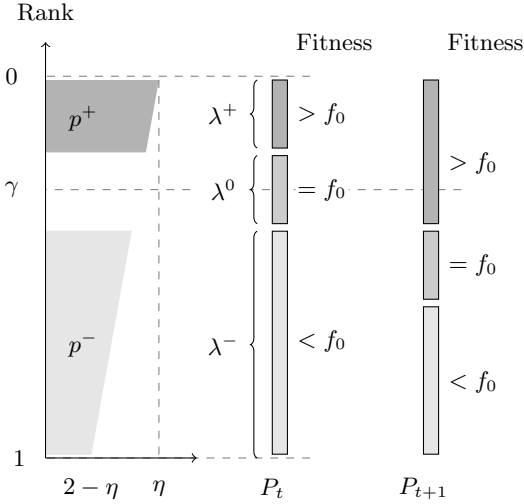 Rank
Fitness Fitness
0
p⁺ λ⁺ > f₀
> f₀
γ λ⁰ = f₀
= f₀
p⁻ λ⁻ < f₀
< f₀
1
2 − η η Pₜ Pₜ₊₁